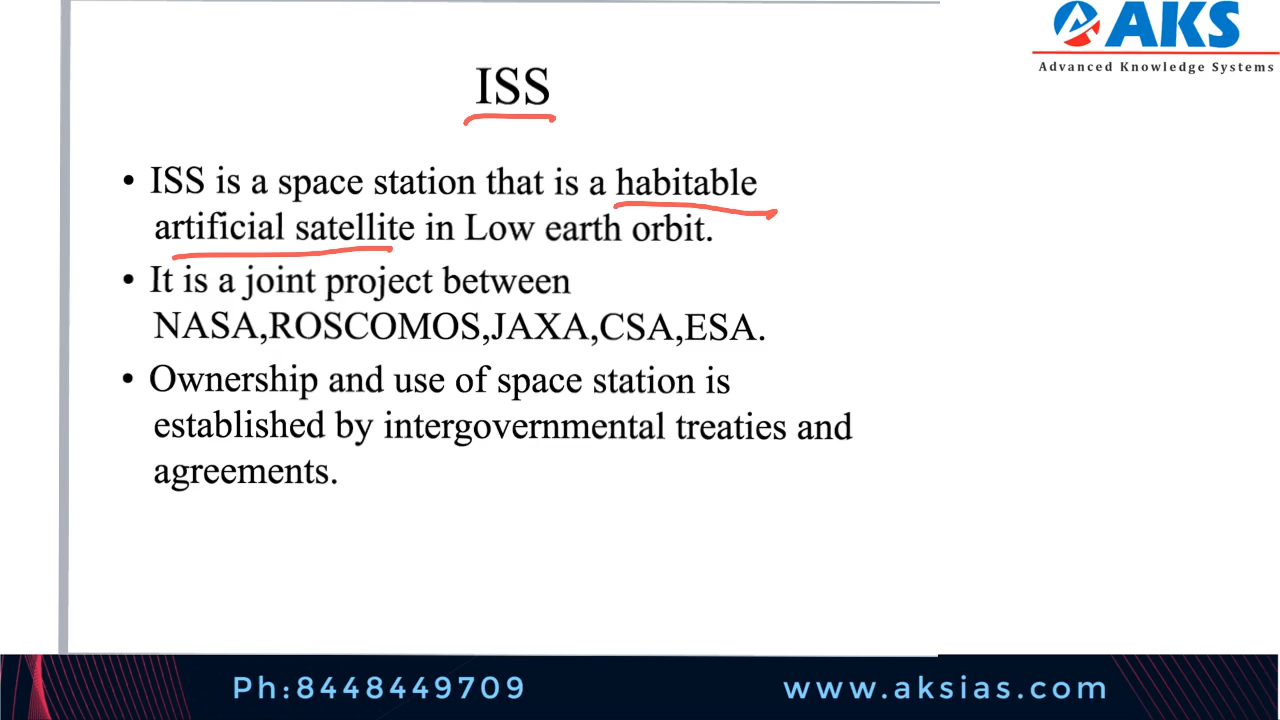 AKS
Advanced Knowledge Systems
ISS
• ISS is a space station that is a habitable
artificial satellite in Low earth orbit.
• It is a joint project between
NASA,ROSCOMOS,JAXA,CSA,ESA.
• Ownership and use of space station is
established by intergovernmental treaties and
agreements.
Ph:8448449709
www.aksias.com